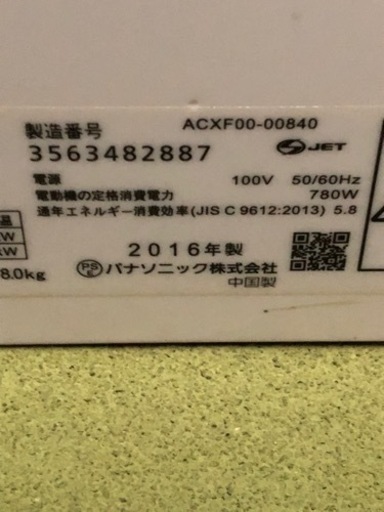 ACXF00-00840
製造番号
3563482887
JET
電源 100V 50/60Hz
電動機の定格消費電力 780W
通年エネルギー消費効率(JIS C 9612:2013) 5.8
温
W
W
8.0kg
2016年製
PS
E
パナソニック株式会社
中国製